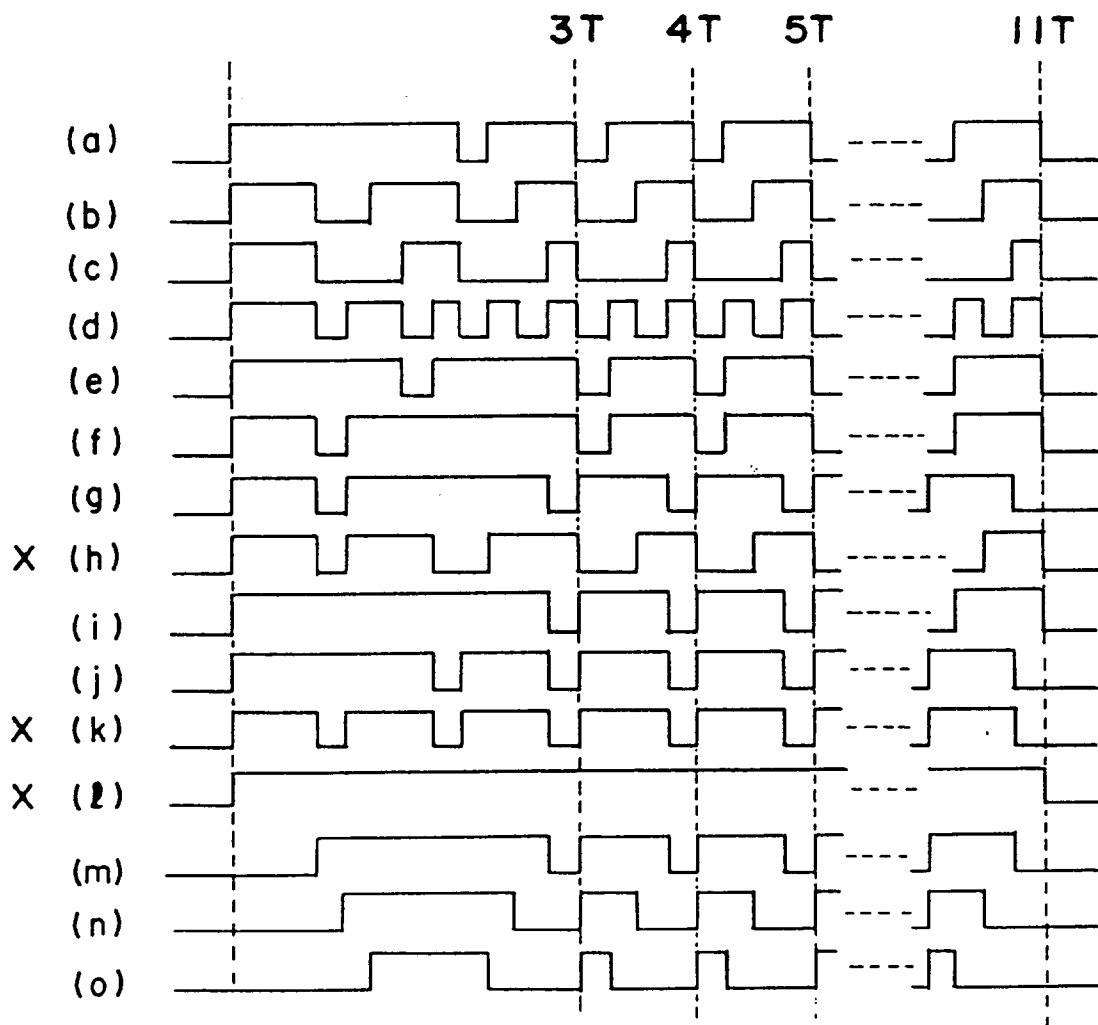 3T 4T 5T 11T
(a)
(b)
(c)
(d)
(e)
(f)
(g)
X (h)
(i)
(j)
X (k)
X (l)
(m)
(n)
(o)